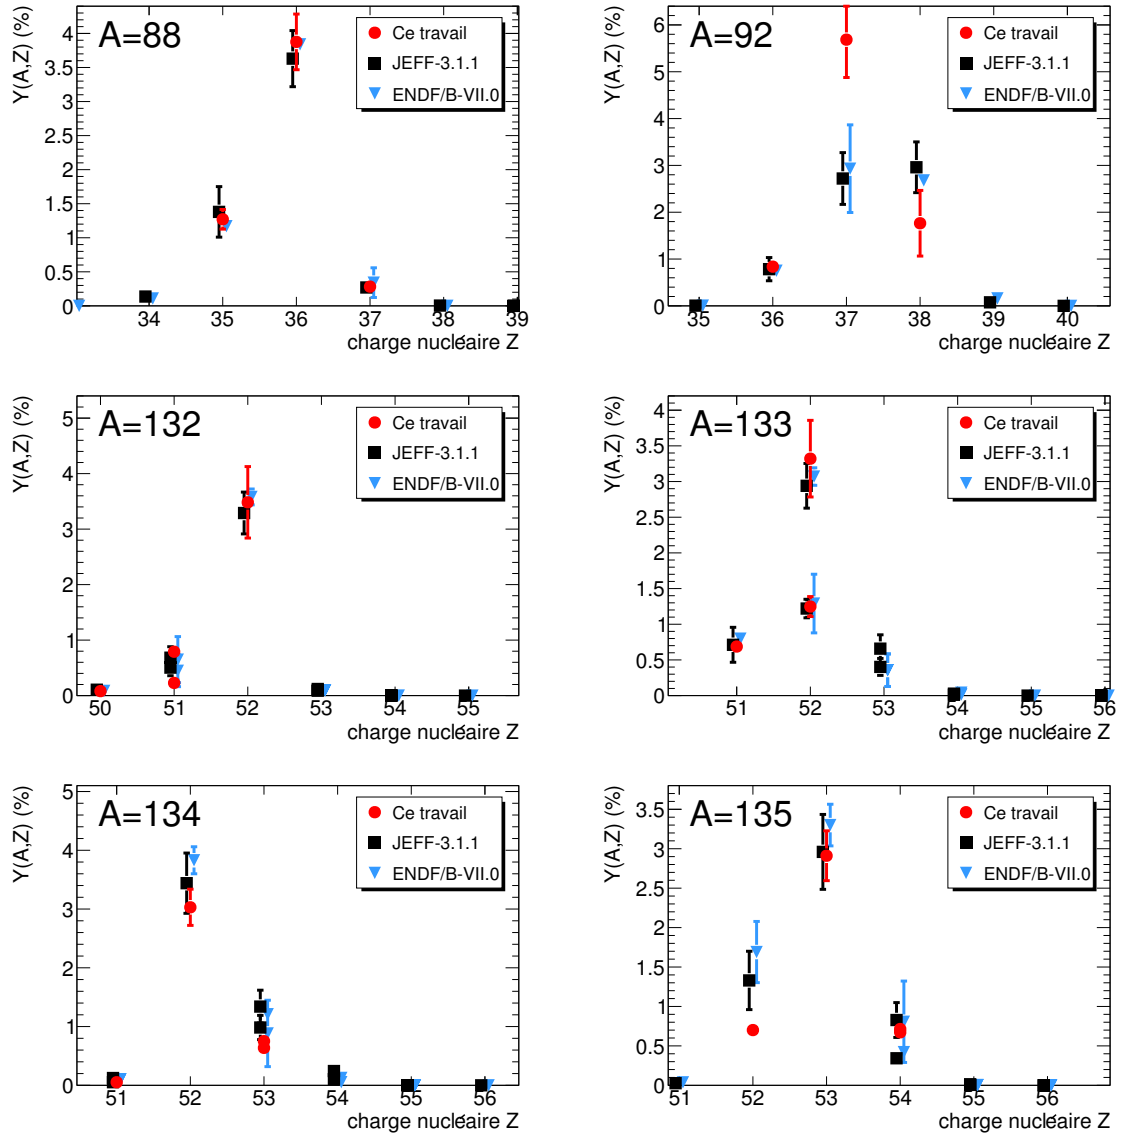 A=88
Y(A,Z) (%)
Ce travail
JEFF-3.1.1
ENDF/B-VII.0
4
3.5
3
2.5
2
1.5
1
0.5
0
34 35 36 37 38 39
charge nucléaire Z
A=92
Y(A,Z) (%)
Ce travail
JEFF-3.1.1
ENDF/B-VII.0
6
5
4
3
2
1
0
35 36 37 38 39 40
charge nucléaire Z
A=132
Y(A,Z) (%)
Ce travail
JEFF-3.1.1
ENDF/B-VII.0
5
4
3
2
1
0
50 51 52 53 54 55
charge nucléaire Z
A=133
Y(A,Z) (%)
Ce travail
JEFF-3.1.1
ENDF/B-VII.0
4
3.5
3
2.5
2
1.5
1
0.5
0
51 52 53 54 55 56
charge nucléaire Z
A=134
Y(A,Z) (%)
Ce travail
JEFF-3.1.1
ENDF/B-VII.0
5
4
3
2
1
0
51 52 53 54 55 56
charge nucléaire Z
A=135
Y(A,Z) (%)
Ce travail
JEFF-3.1.1
ENDF/B-VII.0
3.5
3
2.5
2
1.5
1
0.5
0
51 52 53 54 55 56
charge nucléaire Z